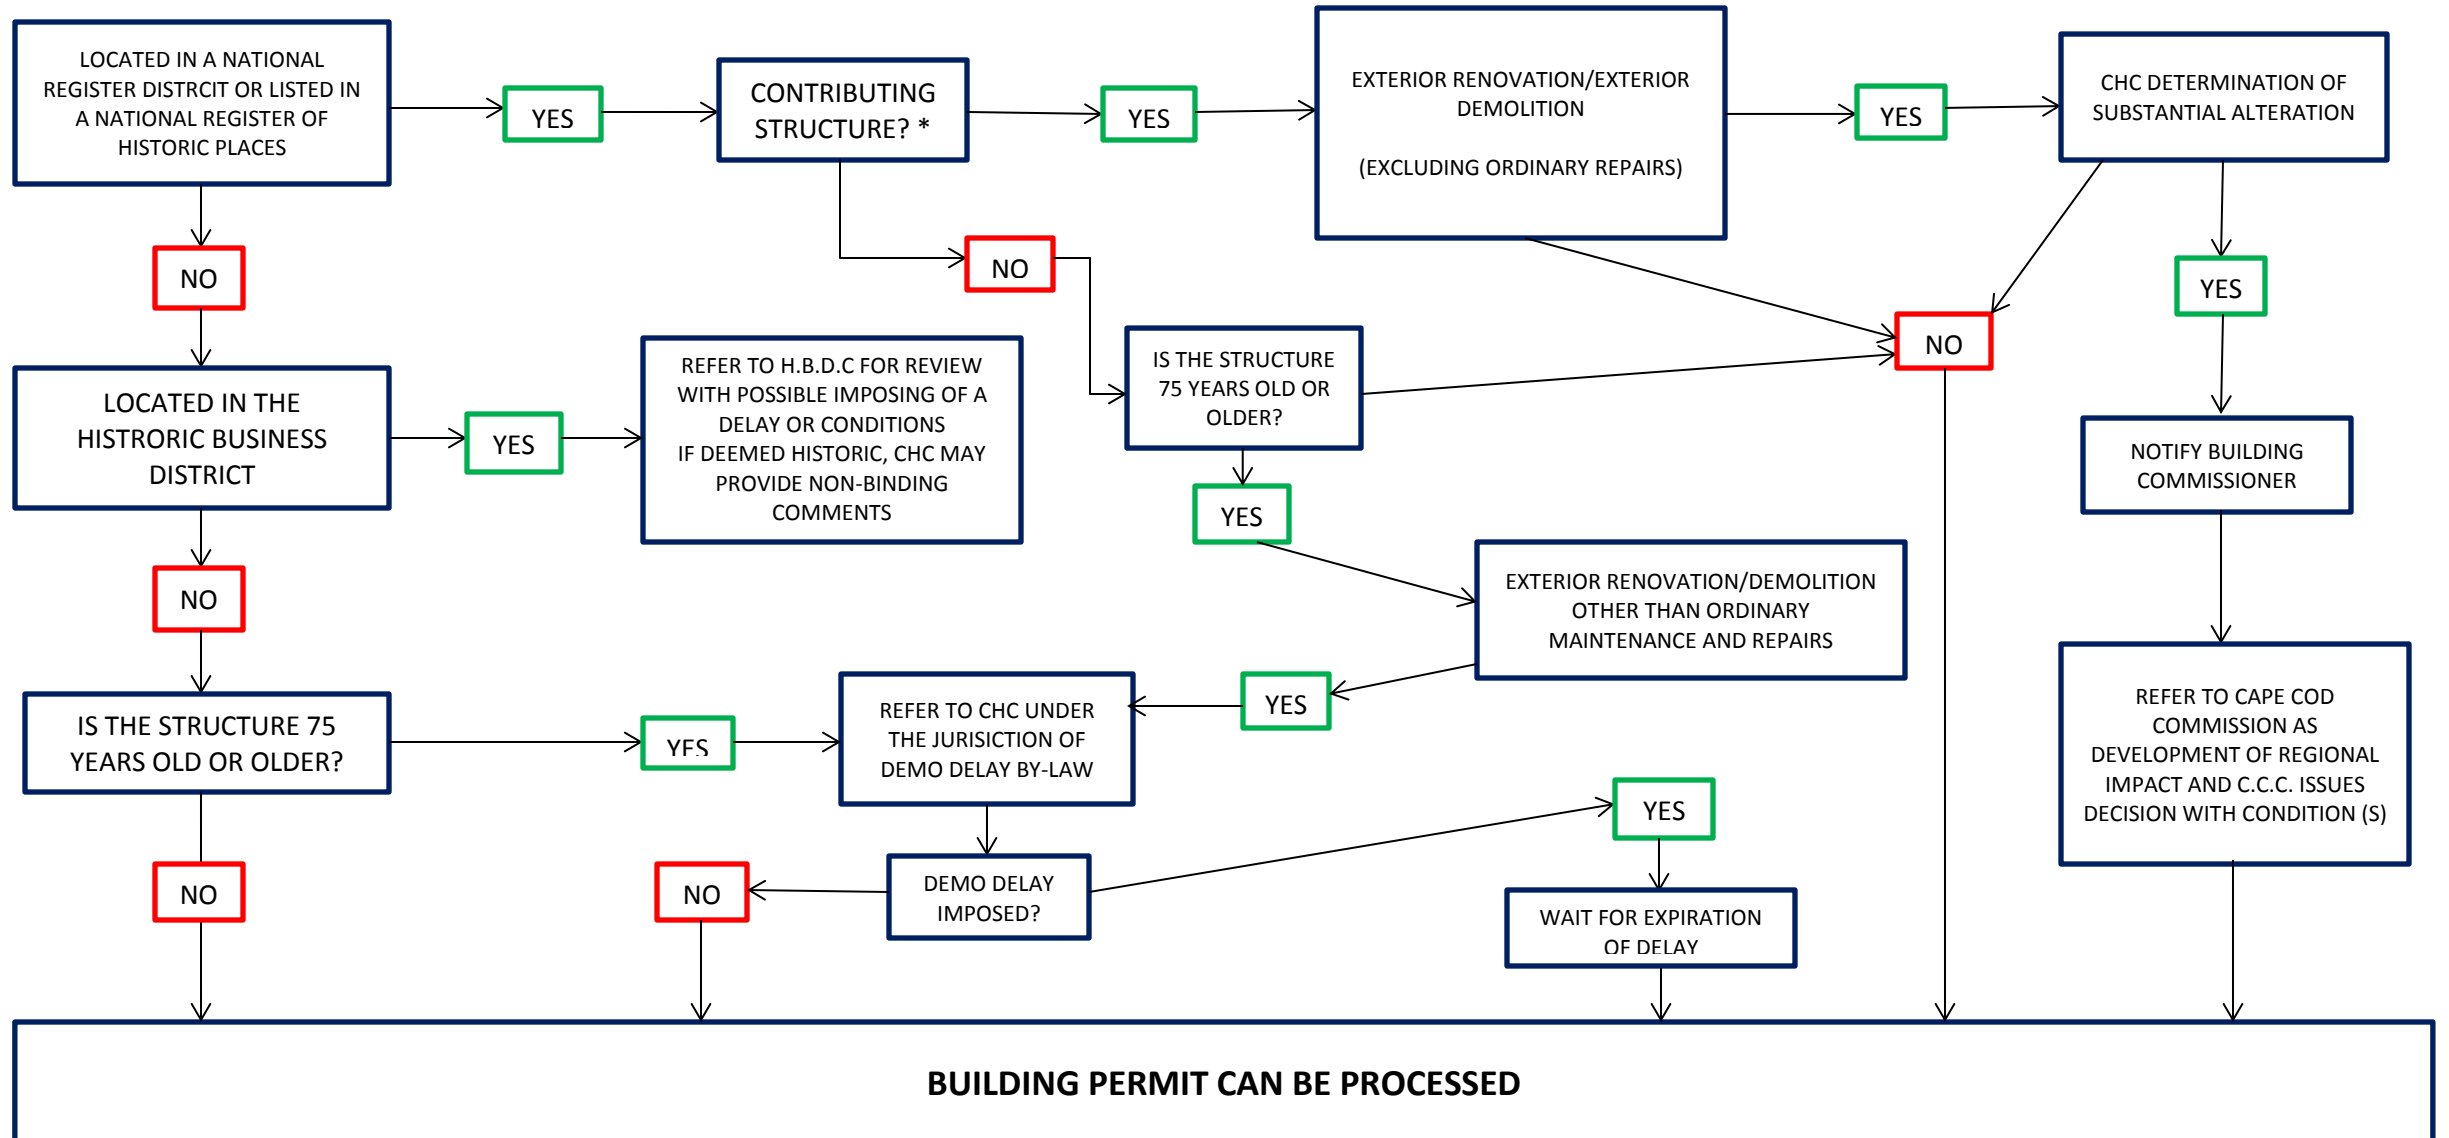 LOCATED IN A NATIONAL
REGISTER DISTRCIT OR LISTED IN
A NATIONAL REGISTER OF
HISTORIC PLACES
YES
CONTRIBUTING
STRUCTURE? *
YES
EXTERIOR RENOVATION/EXTERIOR
DEMOLITION
(EXCLUDING ORDINARY REPAIRS)
YES
CHC DETERMINATION OF
SUBSTANTIAL ALTERATION
NO
NO
YES
NO
LOCATED IN THE
HISTRORIC BUSINESS
DISTRICT
YES
REFER TO H.B.D.C FOR REVIEW
WITH POSSIBLE IMPOSING OF A
DELAY OR CONDITIONS
IF DEEMED HISTORIC, CHC MAY
PROVIDE NON-BINDING
COMMENTS
IS THE STRUCTURE
75 YEARS OLD OR
OLDER?
YES
NOTIFY BUILDING
COMMISSIONER
NO
EXTERIOR RENOVATION/DEMOLITION
OTHER THAN ORDINARY
MAINTENANCE AND REPAIRS
IS THE STRUCTURE 75
YEARS OLD OR OLDER?
YES
REFER TO CHC UNDER
THE JURISICTION OF
DEMO DELAY BY-LAW
YES
REFER TO CAPE COD
COMMISSION AS
DEVELOPMENT OF REGIONAL
IMPACT AND C.C.C. ISSUES
DECISION WITH CONDITION (S)
YES
NO
NO
DEMO DELAY
IMPOSED?
WAIT FOR EXPIRATION
OF DELAY
BUILDING PERMIT CAN BE PROCESSED